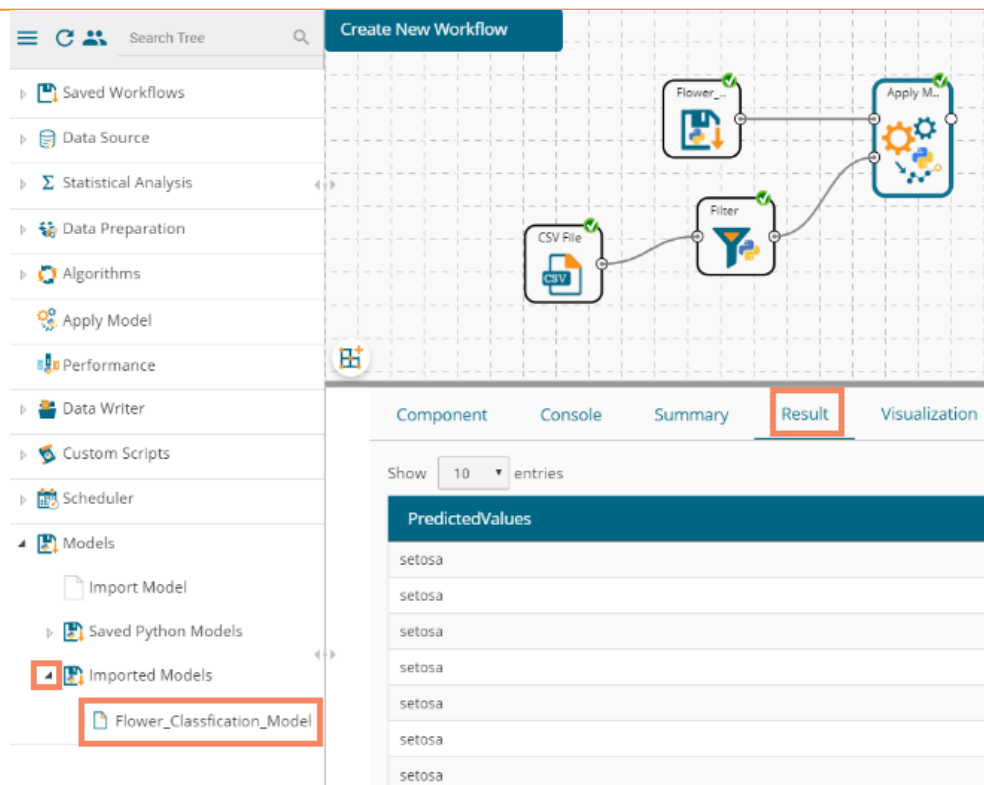 Search Tree
Saved Workflows
Data Source
Σ Statistical Analysis
Data Preparation
Algorithms
Apply Model
Performance
Data Writer
Custom Scripts
Scheduler
Models
Import Model
Saved Python Models
Imported Models
Flower_Classfication_Model
Create New Workflow
Flower_..
Apply M..
Filter
CSV File
CSV
Component Console Summary Result Visualization
Show 10 entries
PredictedValues
setosa
setosa
setosa
setosa
setosa
setosa
setosa